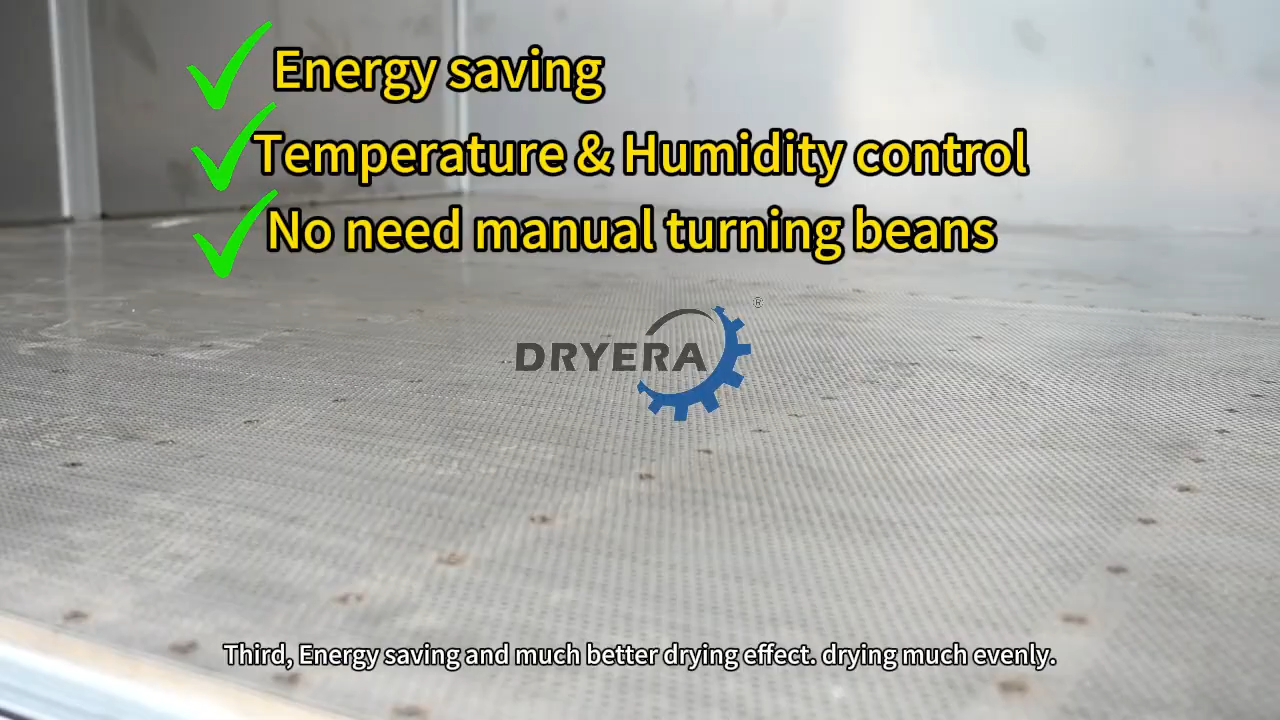 Energy saving
Temperature & Humidity control
No need manual turning beans
®
DRYERA
Third, Energy saving and much better drying effect. drying much evenly.